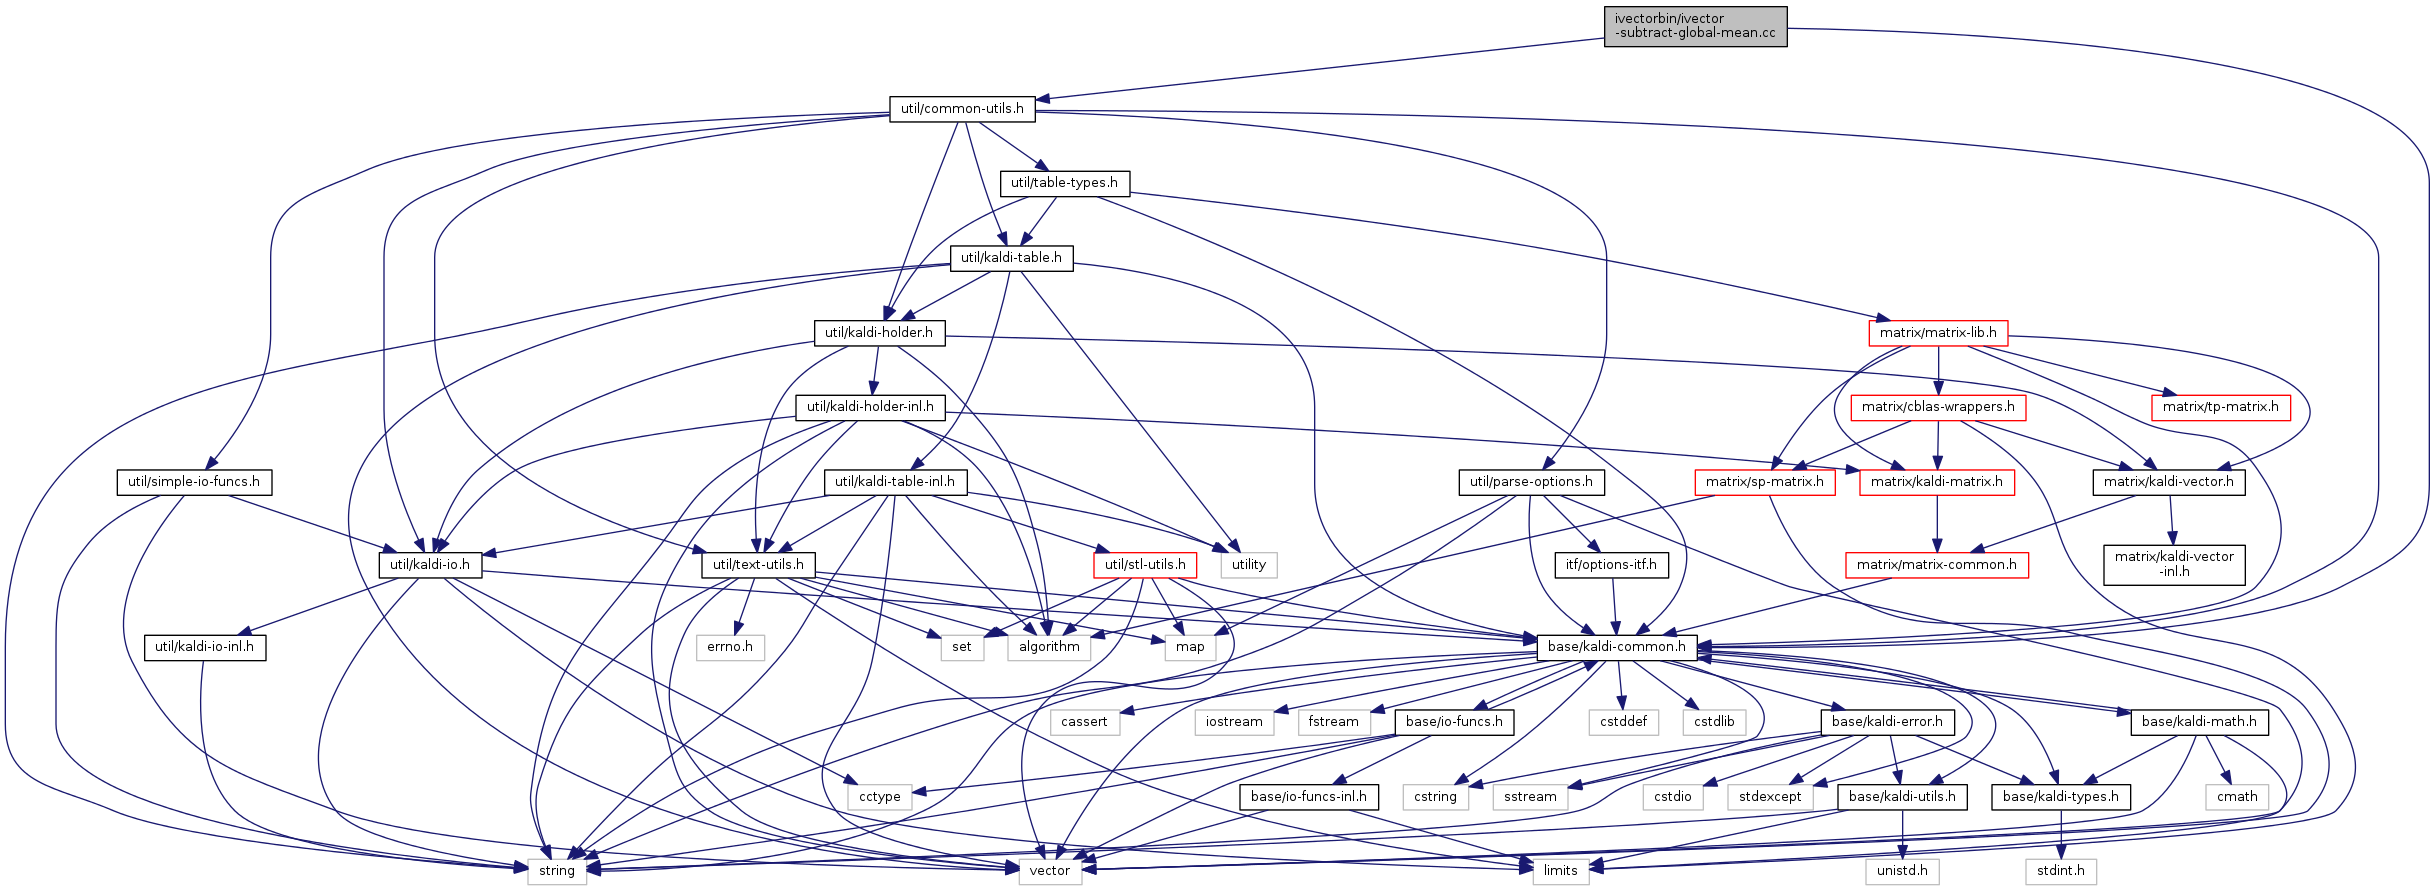 ivectorbin/ivector
-subtract-global-mean.cc
util/common-utils.h
util/table-types.h
util/kaldi-table.h
util/kaldi-holder.h
matrix/matrix-lib.h
util/kaldi-holder-inl.h
matrix/cblas-wrappers.h
matrix/tp-matrix.h
util/simple-io-funcs.h
util/kaldi-table-inl.h
util/parse-options.h
matrix/sp-matrix.h
matrix/kaldi-matrix.h
matrix/kaldi-vector.h
util/kaldi-io.h
util/text-utils.h
util/stl-utils.h
utility
itf/options-itf.h
matrix/matrix-common.h
matrix/kaldi-vector
-inl.h
util/kaldi-io-inl.h
errno.h
set
algorithm
map
base/kaldi-common.h
cassert
iostream
fstream
base/io-funcs.h
cstddef
cstdlib
base/kaldi-error.h
base/kaldi-math.h
cctype
base/io-funcs-inl.h
cstring
sstream
cstdio
stdexcept
base/kaldi-utils.h
base/kaldi-types.h
cmath
string
vector
limits
unistd.h
stdint.h